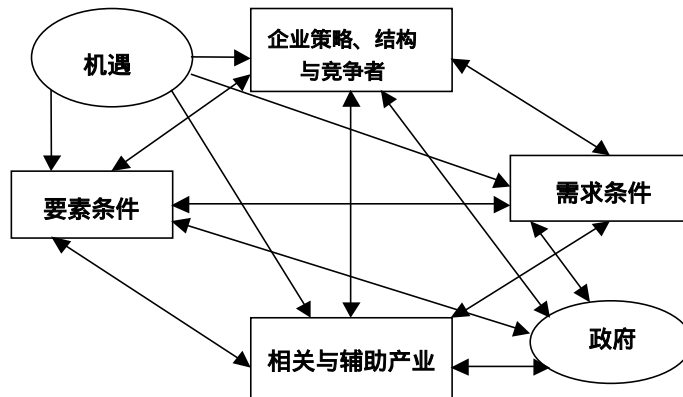 机遇
企业策略、结构
与竞争者
要素条件
需求条件
相关与辅助产业
政府